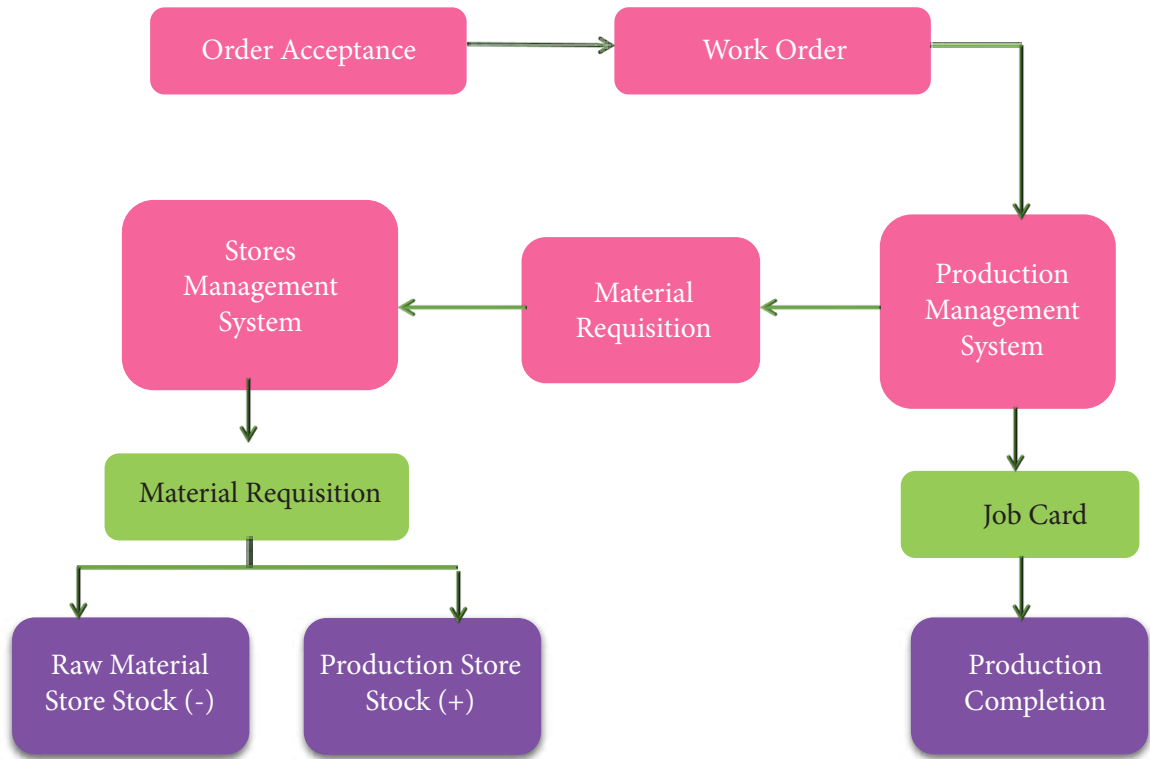 Order Acceptance
Work Order
Stores
Management
System
Material
Requisition
Production
Management
System
Material Requisition
Job Card
Raw Material
Store Stock (-)
Production Store
Stock (+)
Production
Completion